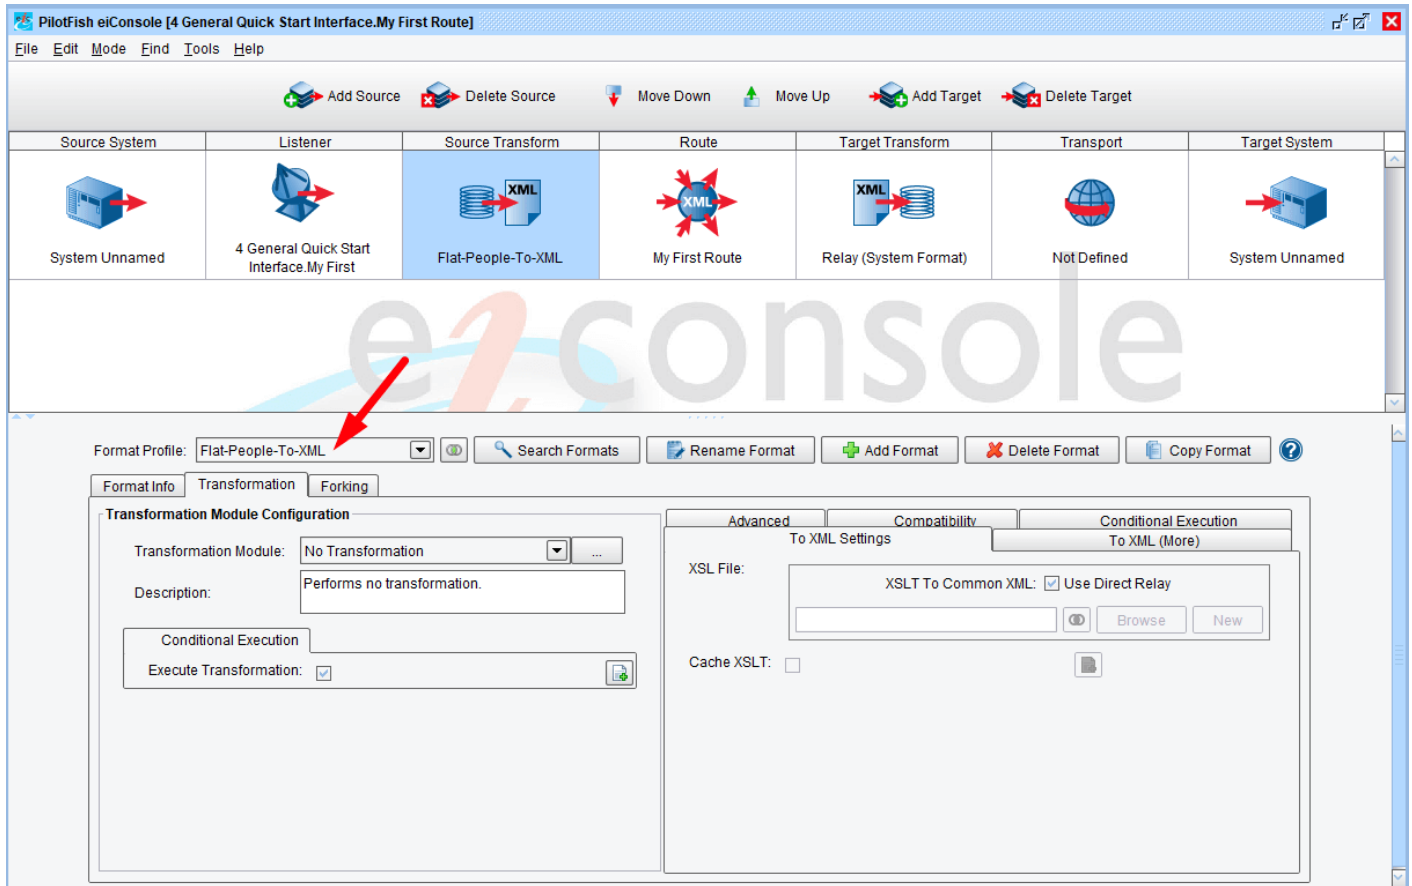 PilotFish eiConsole [4 General Quick Start Interface.My First Route]
File Edit Mode Find Tools Help
Add Source Delete Source Move Down Move Up Add Target Delete Target
Source System Listener Source Transform Route Target Transform Transport Target System
XML XML XML
System Unnamed 4 General Quick Start Flat-People-To-XML My First Route Relay (System Format) Not Defined System Unnamed
Interface.My First
eiconsole
Format Profile: Flat-People-To-XML Search Formats Rename Format Add Format Delete Format Copy Format ?
Format Info Transformation Forking
Transformation Module Configuration
Advanced Compatibility Conditional Execution
To XML Settings To XML (More)
Transformation Module: No Transformation ...
XSL File:
XSLT To Common XML: Use Direct Relay
Description: Performs no transformation.
Browse New
Conditional Execution
Cache XSLT:
Execute Transformation: